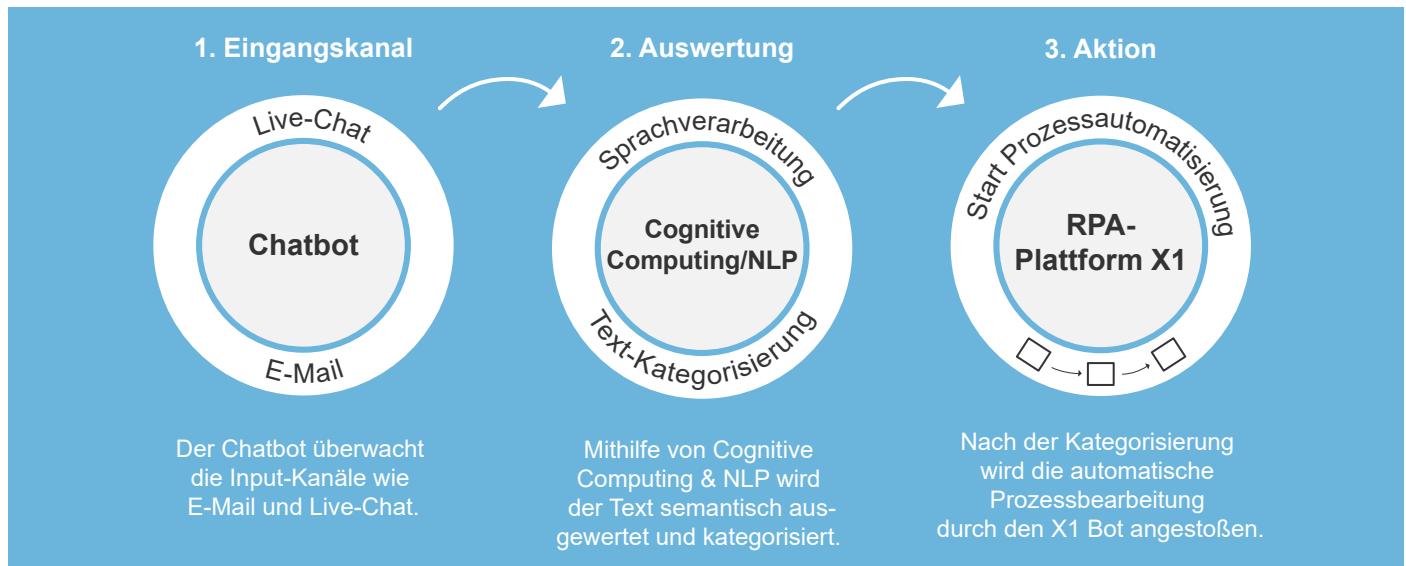 1. Eingangskanal
Live-Chat
Chatbot
E-Mail
Der Chatbot überwacht
die Input-Kanäle wie
E-Mail und Live-Chat.
2. Auswertung
Sprachverarbeitung
Cognitive
Computing/NLP
Text-Kategorisierung
Mithilfe von Cognitive
Computing & NLP wird
der Text semantisch aus-
gewertet und kategorisiert.
3. Aktion
Start Prozessautomatisierung
RPA-
Plattform X1
Nach der Kategorisierung
wird die automatische
Prozessbearbeitung
durch den X1 Bot angestoßen.